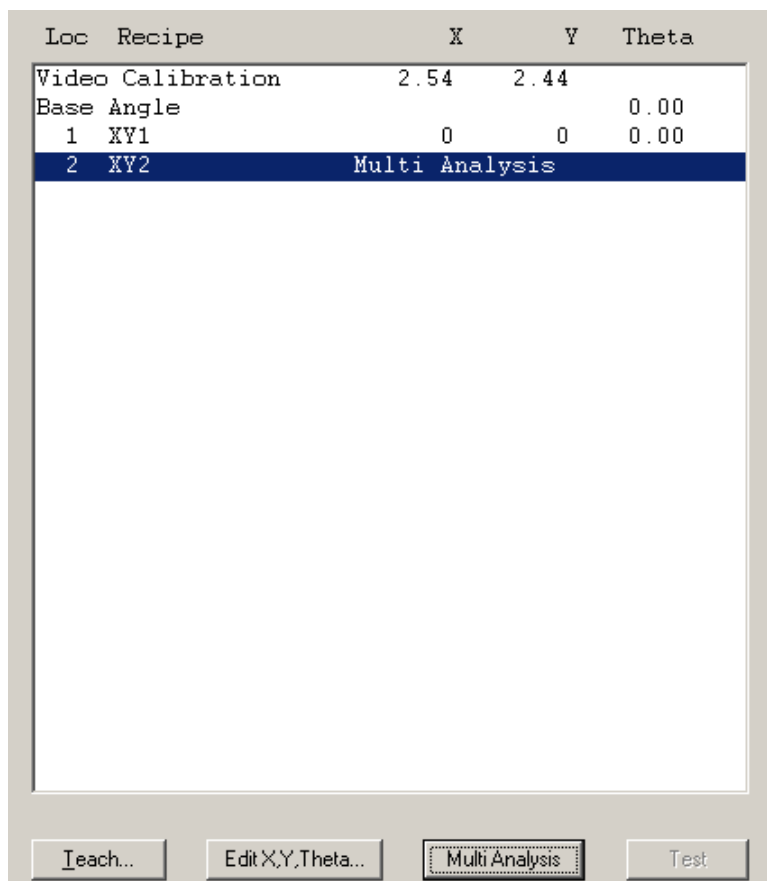 Loc Recipe X Y Theta
Video Calibration 2.54 2.44
Base Angle 0.00
1 XY1 0 0 0.00
2 XY2 Multi Analysis
Teach... Edit X,Y,Theta... Multi Analysis Test